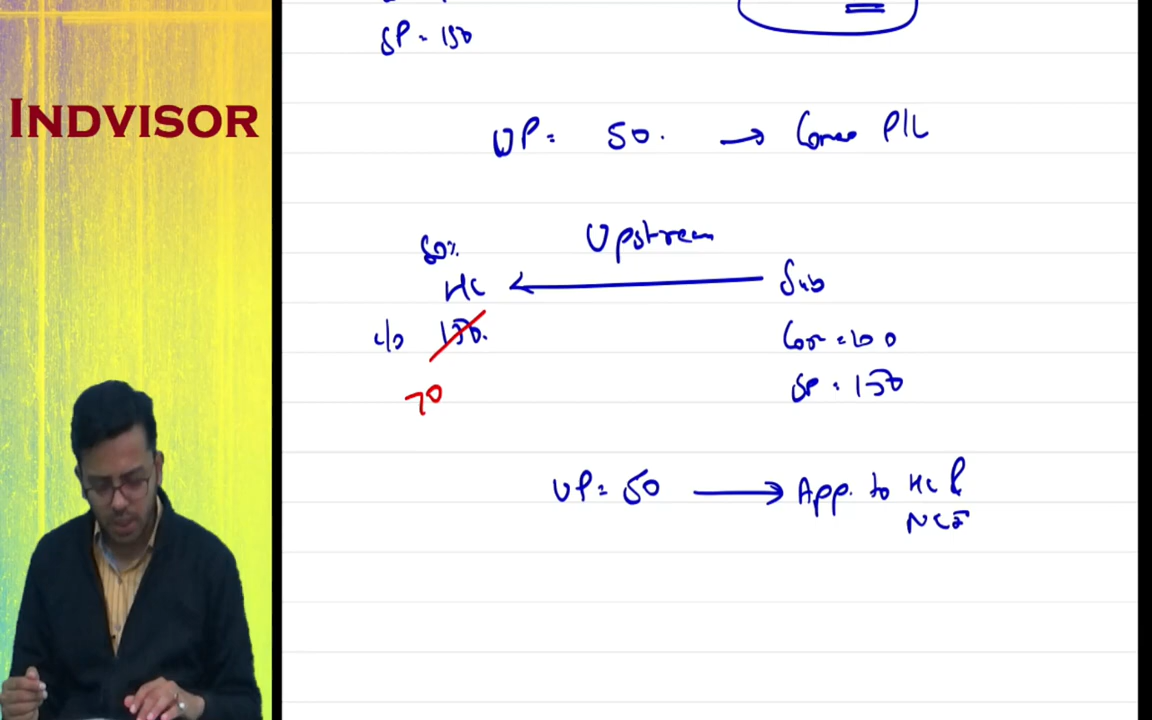 SP = 150
INDVISOR
UP = 50. → Conso P/L
Upstream
80%
HC ← Sub
c/s 150. Cost = 100
70
SP = 150
UP = 50 → App. to HC &
NCI